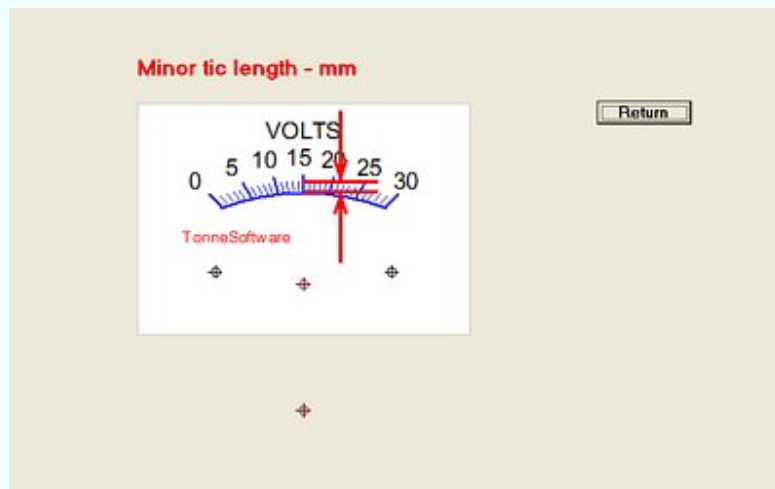 Minor tic length - mm
Return
VOLTS
0 5 10 15 20 25 30
TonneSoftware